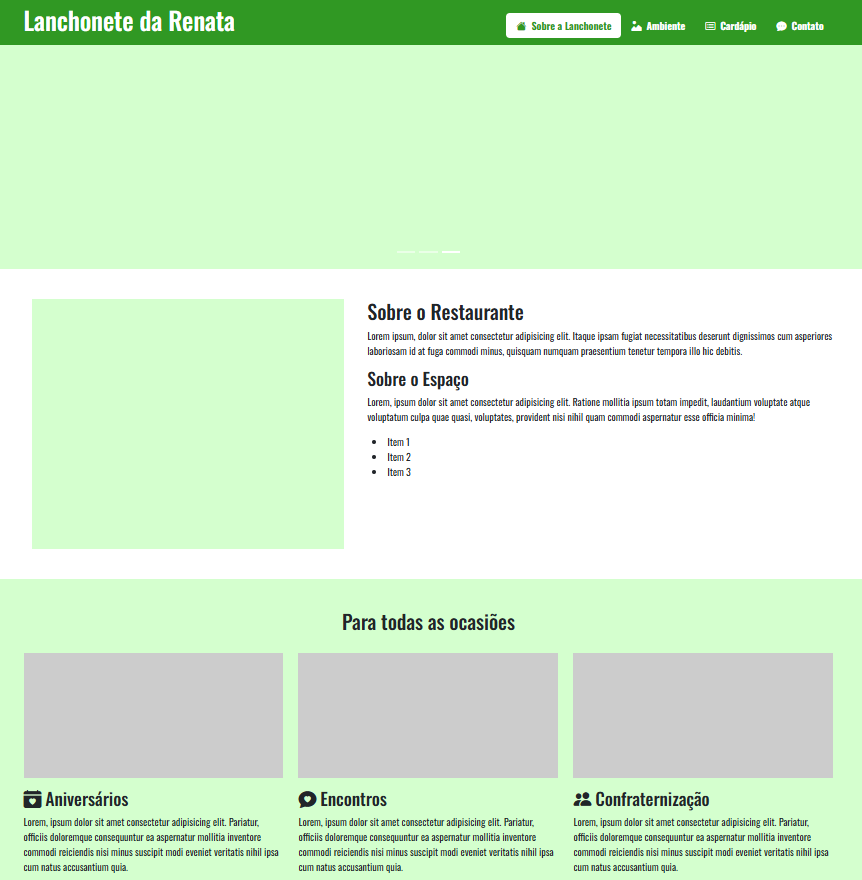 Lanchonete da Renata
Sobre a Lanchonete
Ambiente
Cardápio
Contato
Sobre o Restaurante
Lorem ipsum, dolor sit amet consectetur adipisicing elit. Itaque ipsam fugiat necessitatibus deserunt dignissimos cum asperiores
laboriosam id at fuga commodi minus, quisquam numquam praesentium tenetur tempora illo hic debitis.
Sobre o Espaço
Lorem, ipsum dolor sit amet consectetur adipisicing elit. Ratione mollitia ipsum totam impedit, laudantium voluptate atque
voluptatum culpa quae quasi, voluptates, provident nisi nihil quam commodi aspernatur esse officia minima!
Item 1
Item 2
Item 3
Para todas as ocasiões
Aniversários
Lorem, ipsum dolor sit amet consectetur adipisicing elit. Pariatur,
officiis doloremque consequuntur ea aspernatur mollitia inventore
commodi reiciendis nisi minus suscipit modi eveniet veritatis nihil ipsa
cum natus accusantium quia.
Encontros
Lorem, ipsum dolor sit amet consectetur adipisicing elit. Pariatur,
officiis doloremque consequuntur ea aspernatur mollitia inventore
commodi reiciendis nisi minus suscipit modi eveniet veritatis nihil ipsa
cum natus accusantium quia.
Confraternização
Lorem, ipsum dolor sit amet consectetur adipisicing elit. Pariatur,
officiis doloremque consequuntur ea aspernatur mollitia inventore
commodi reiciendis nisi minus suscipit modi eveniet veritatis nihil ipsa
cum natus accusantium quia.